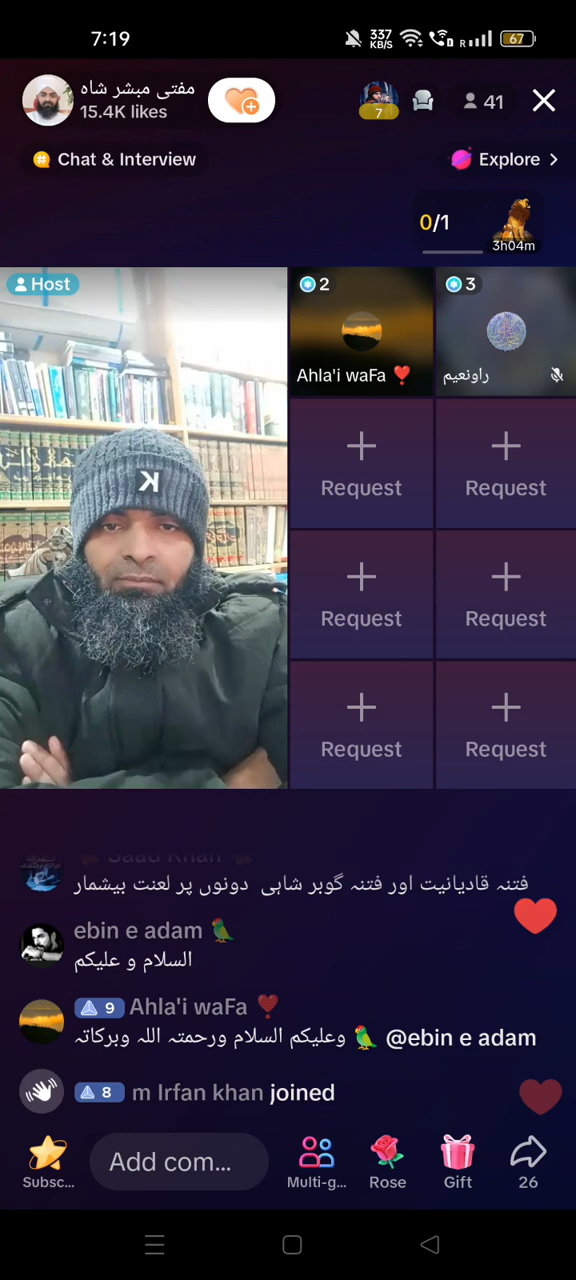 7:19
337
KB/S
R
67
مفتی مبشر شاہ
15.4K likes
7
41
Chat & Interview
Explore >
0/1
3h04m
Host
2
3
K
Ahla'i waFa
راونعیم
Request
Request
Request
Request
Request
Request
Saad Khan
فتنہ قادیانیت اور فتنہ گوہر شاہی دونوں پر لعنت بیشمار
ebin e adam
السلام و علیکم
9 Ahla'i waFa
وعلیکم السلام ورحمتہ اللہ وبرکاتہ @ebin e adam
8 m Irfan khan joined
Add com...
Subsc...
Multi-g...
Rose
Gift
26